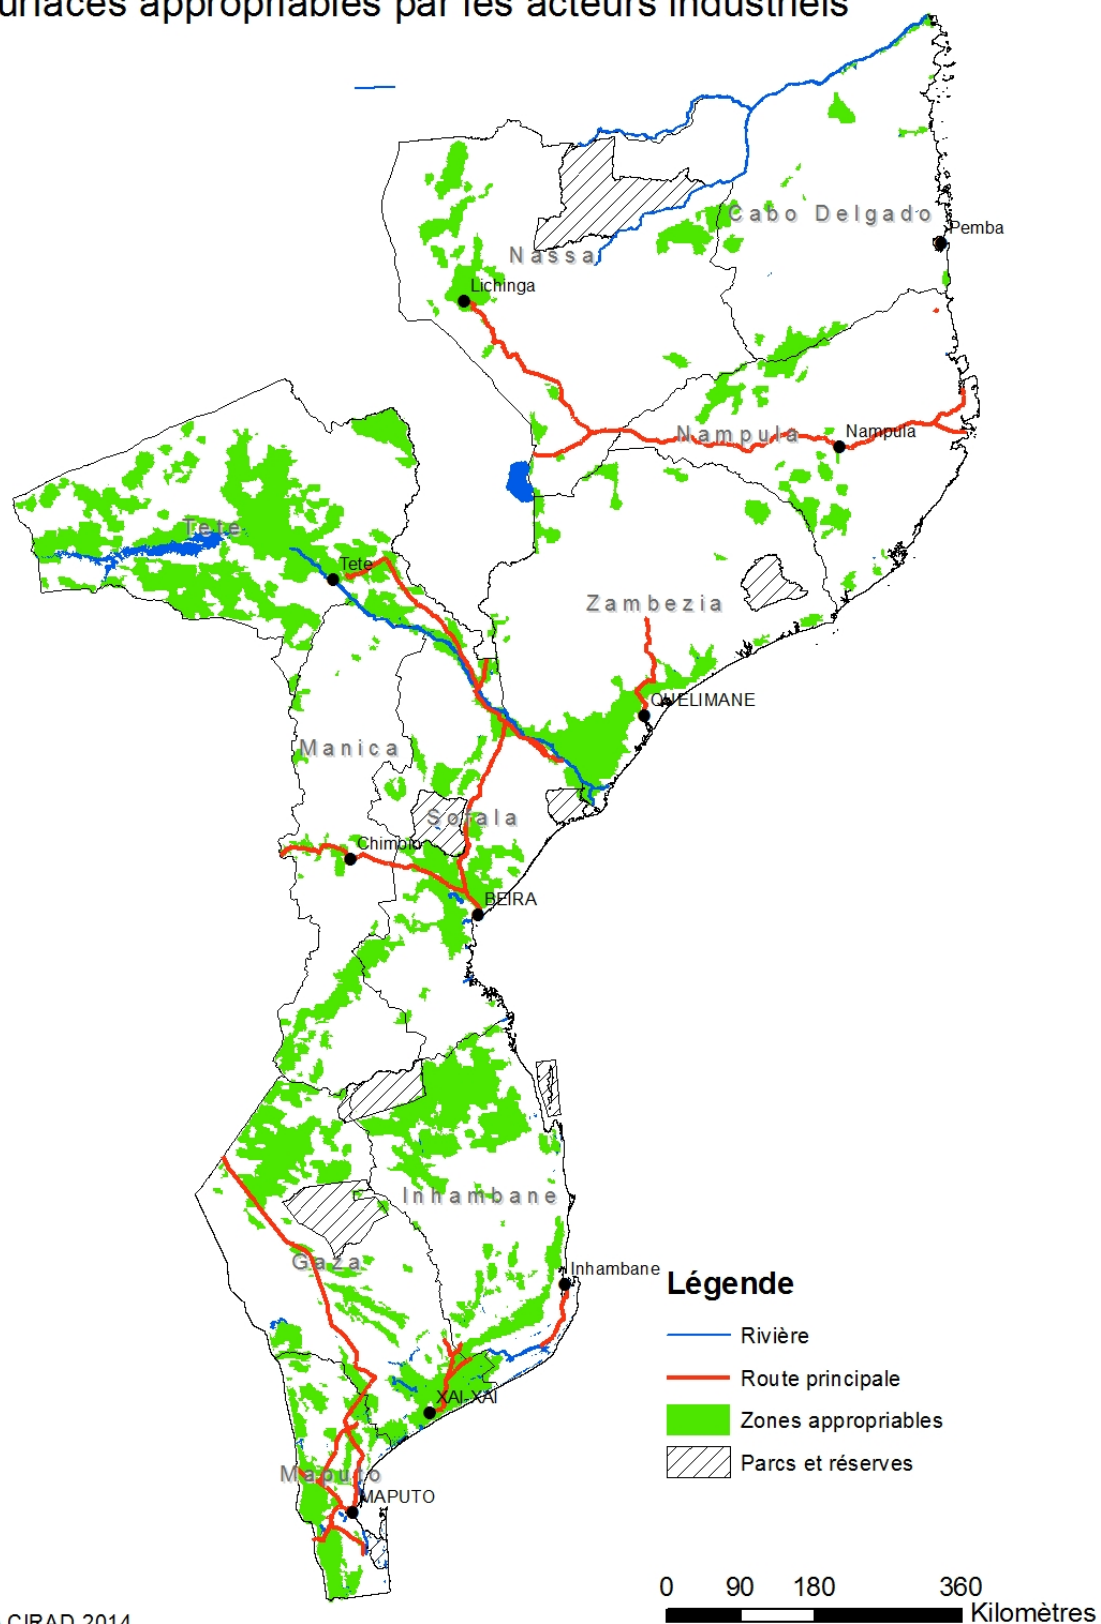 surfaces appropriables par les acteurs industriels
Cabo Delgado
Pemba
Nassa
Lichinga
Nampula
Nampula
Tete
Tete
Zambezia
QUELIMANE
Manica
Sofala
Chimbio
BEIRA
Inhambane
Gaza
Inhambane
Légende
Rivière
Route principale
XAI-XAI
Zones appropriables
Parcs et réserves
Maputo
MAPUTO
0 90 180 360
Kilomètres
CIRAD 2014